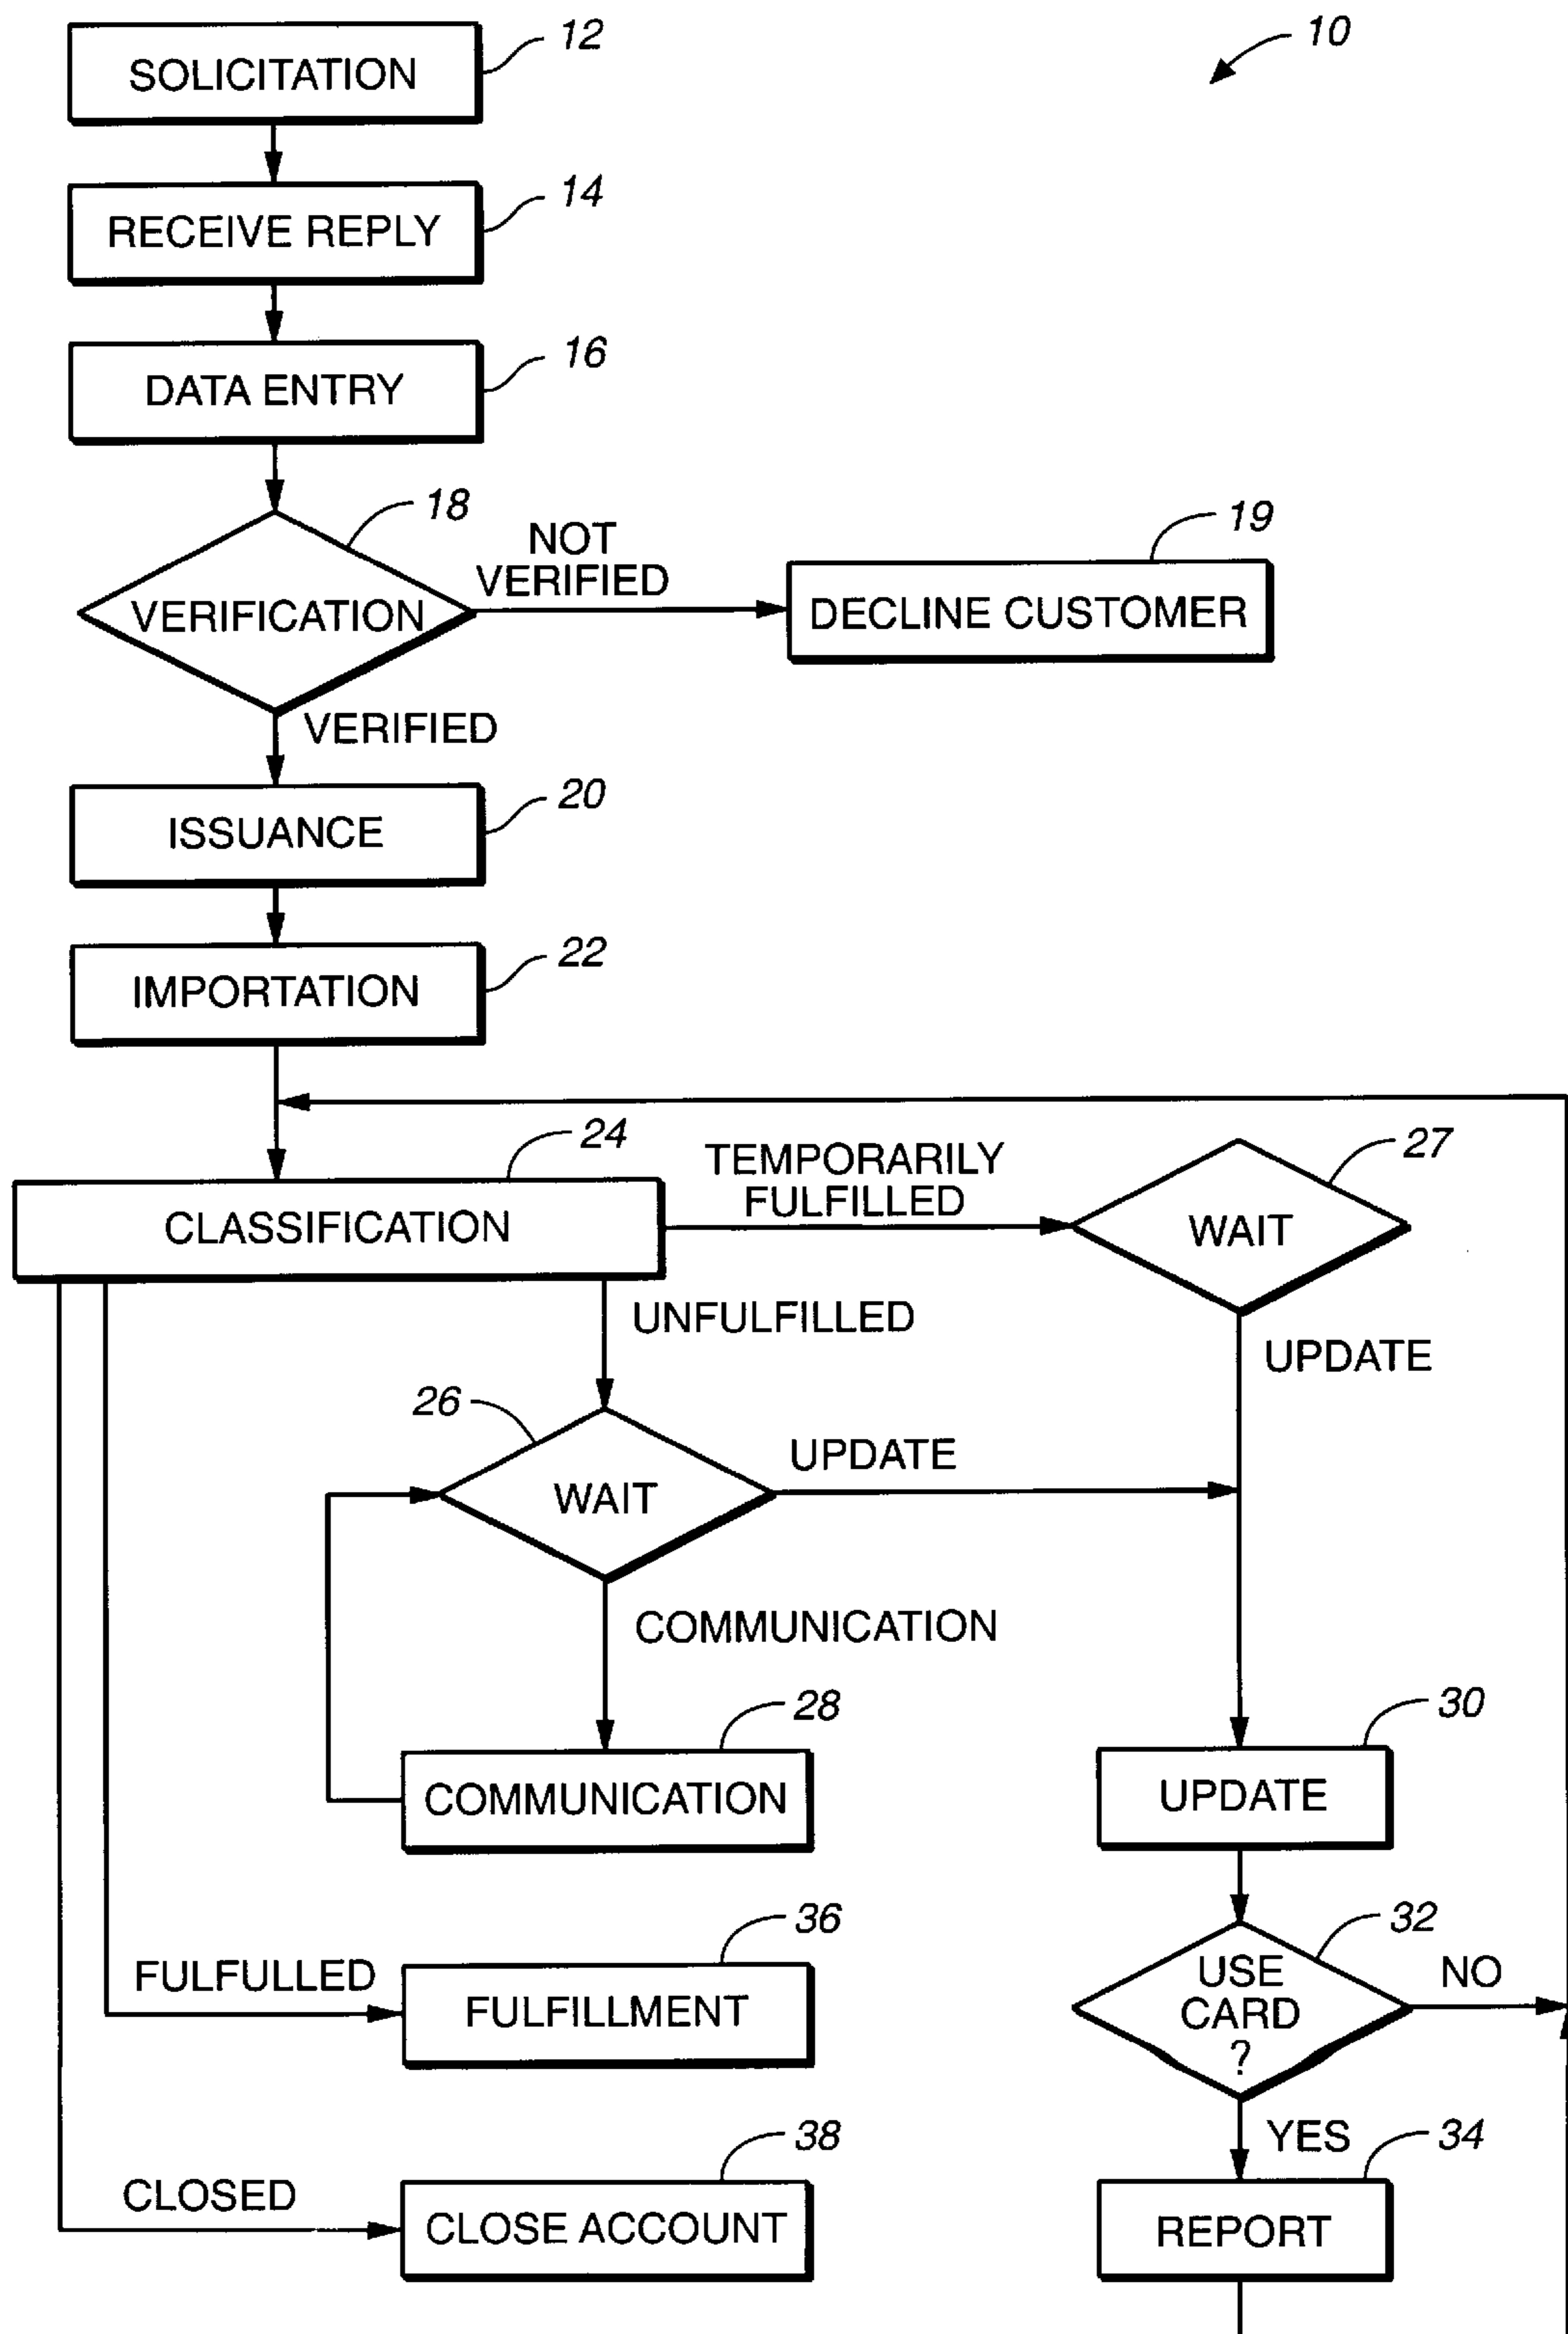 10
12
SOLICITATION
14
RECEIVE REPLY
16
DATA ENTRY
18
VERIFICATION
NOT
VERIFIED
19
DECLINE CUSTOMER
VERIFIED
20
ISSUANCE
22
IMPORTATION
24
CLASSIFICATION
TEMPORARILY
FULFILLED
27
WAIT
UNFULFILLED
UPDATE
26
WAIT
UPDATE
COMMUNICATION
28
COMMUNICATION
30
UPDATE
36
FULFULLED
FULFILLMENT
32
USE
CARD
?
NO
YES
38
CLOSED
CLOSE ACCOUNT
34
REPORT